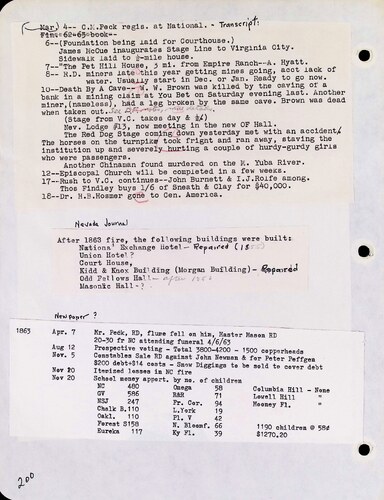 Mar, 4-- C.N.Peck regis. at National. - Transcript:
Fint 62-63 book--
6--(Foundation being laid for Courthouse.)
James McCue inaugurates Stage Line to Virginia City.
Sidewalk laid to ½-mile house.
7--"The Pet Hill House, 3 mi. from Empire Ranch--A. Hyatt.
8-- R.D. miners late this year getting mines going, acct lack of
water. Usually start in Dec. or Jan. Ready to go now.
10--Death By A Cave-- W. W. Brown was killed by the caving of a
bank in a mining claim at You Bet on Saturday evening last. Another
miner,(nameless), had a leg broken by the same cave. Brown was dead
when taken out. See
(Stage from V.C. takes day & ½)
Nev. Lodge #13, now meeting in the new OF Hall.
The Red Dog Stage coming down yesterday met with an accident.
The horses on the turnpike took fright and ran away, staving the
institution up and severely hurting a couple of hurdy-gurdy girls
who were passengers.
Another Chinaman found murdered on the K. Yuba River.
12--Episcopal Church will be completed in a few weeks.
17--Rush to V.C. continues--John Burnett & I.J.Rolfe among.
Thos Findley buys 1/6 of Sneath & Clay for $40,000.
18--Dr. H.B.Hosmer gone to Cen. America.
Nevada Journal
After 1863 fire, the following buildings were built:
National Exchange Hotel- Repaired
Union Hotel?
Court House,
Kidd & Knox Building (Morgan Building)- Repaired
Odd Fellows Hall- after
Masonic Hall-?
Newspaper ?
1863 Apr. 7 Mr. Peck, RD, flume fell on him, Master Mason RD
20-30 fr NC attending funeral 4/6/63
Aug 12 Prospective voting - Total 3800-4200 - 1500 copperheads
Nov. 5 Constables Sale RD against John Newman & for Peter Peffges
$200 debt+$14 costs - Snow Diggings to be sold to cover debt
Nov 20 Itemized losses in NC fire
Nov 20 School money apport. by no. of children
NC 480 Omega 58 Columbia Hill - None
GV 586 R&R 71 Lowell Hill "
NSJ 247 Fr. Cor. 94 Mooney Fl. "
Chalk B.110 L.York 19
Oakl. 110 Fl. V 42
Forest S158 N. Bloomf. 66 1190 children @ 58¢
Eureka 117 Ky Fl. 39 $1270.20
200